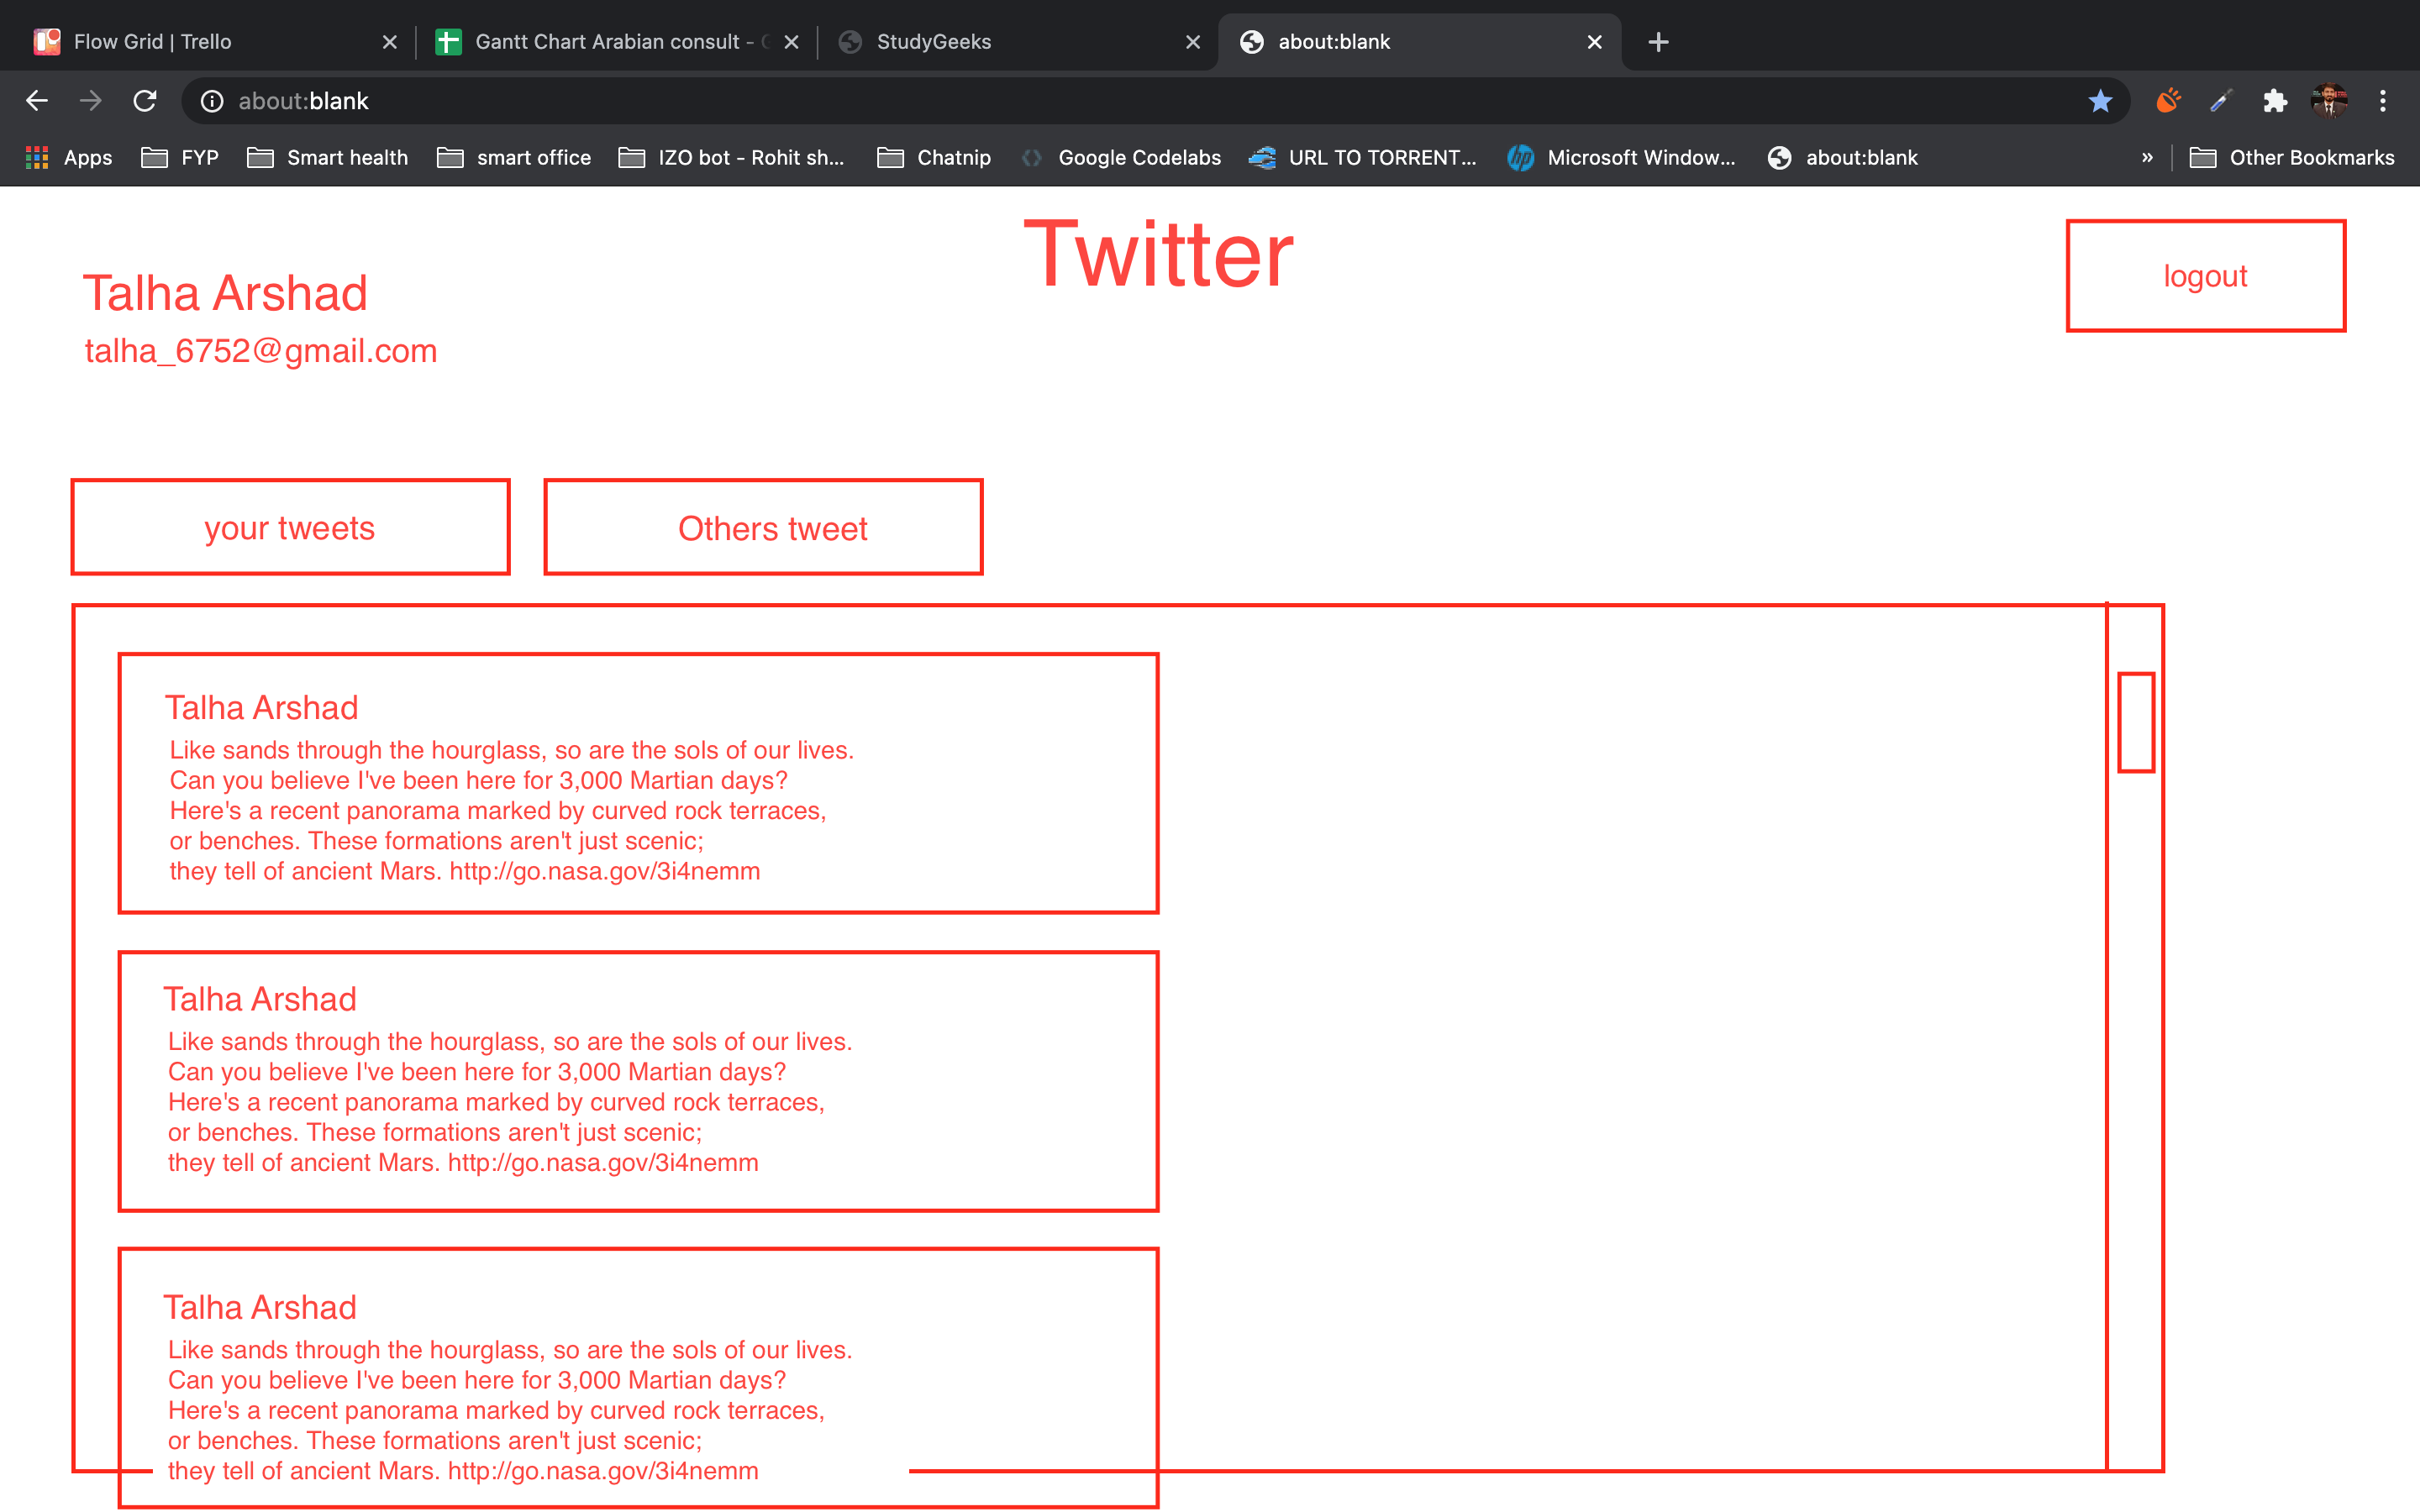 Flow Grid | Trello
Gantt Chart Arabian consult -
StudyGeeks
about:blank
about:blank
Apps
FYP
Smart health
smart office
IZO bot - Rohit sh...
Chatnip
Google Codelabs
URL TO TORRENT...
Microsoft Window...
about:blank
»
Other Bookmarks
Twitter
logout
Talha Arshad
talha_6752@gmail.com
your tweets
Others tweet
Talha Arshad
Like sands through the hourglass, so are the sols of our lives.
Can you believe I've been here for 3,000 Martian days?
Here's a recent panorama marked by curved rock terraces,
or benches. These formations aren't just scenic;
they tell of ancient Mars. http://go.nasa.gov/3i4nemm
Talha Arshad
Like sands through the hourglass, so are the sols of our lives.
Can you believe I've been here for 3,000 Martian days?
Here's a recent panorama marked by curved rock terraces,
or benches. These formations aren't just scenic;
they tell of ancient Mars. http://go.nasa.gov/3i4nemm
Talha Arshad
Like sands through the hourglass, so are the sols of our lives.
Can you believe I've been here for 3,000 Martian days?
Here's a recent panorama marked by curved rock terraces,
or benches. These formations aren't just scenic;
they tell of ancient Mars. http://go.nasa.gov/3i4nemm